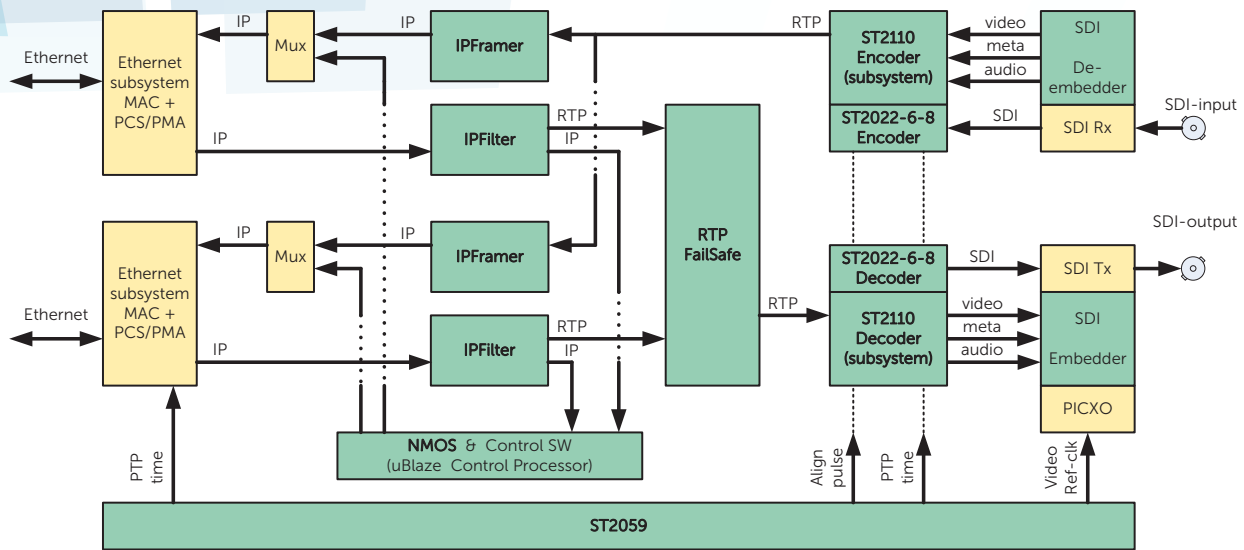 IP
IP
RTP
Ethernet
Ethernet
subsystem
MAC +
PCS/PMA
Mux
IPFramer
ST2110
Encoder
(subsystem)
video
meta
audio
SDI
De-
embedder
ST2022-6-8
Encoder
SDI
SDI Rx
SDI-input
IP
IPFilter
RTP
IP
RTP
FailSafe
Ethernet
Ethernet
subsystem
MAC +
PCS/PMA
IP
Mux
IP
IPFramer
IP
IPFilter
RTP
IP
RTP
ST2022-6-8
Decoder
SDI
SDI Tx
SDI-output
ST2110
Decoder
(subsystem)
video
meta
audio
SDI
Embedder
PICXO
NMOS & Control SW
(uBlaze Control Processor)
PTP
time
Align
pulse
PTP
time
Video
Ref-clk
ST2059